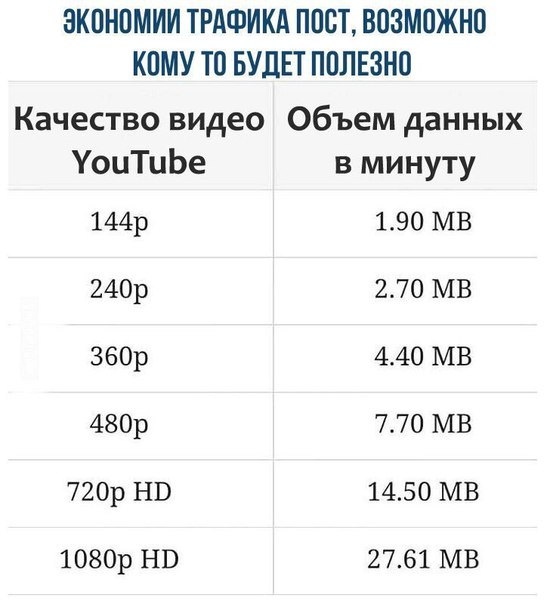 ЭКОНОМИИ ТРАФИКА ПОСТ, ВОЗМОЖНО
КОМУ ТО БУДЕТ ПОЛЕЗНО
Качество видео YouTube Объем данных в минуту
144p 1.90 MB
240p 2.70 MB
360p 4.40 MB
480p 7.70 MB
720p HD 14.50 MB
1080p HD 27.61 MB